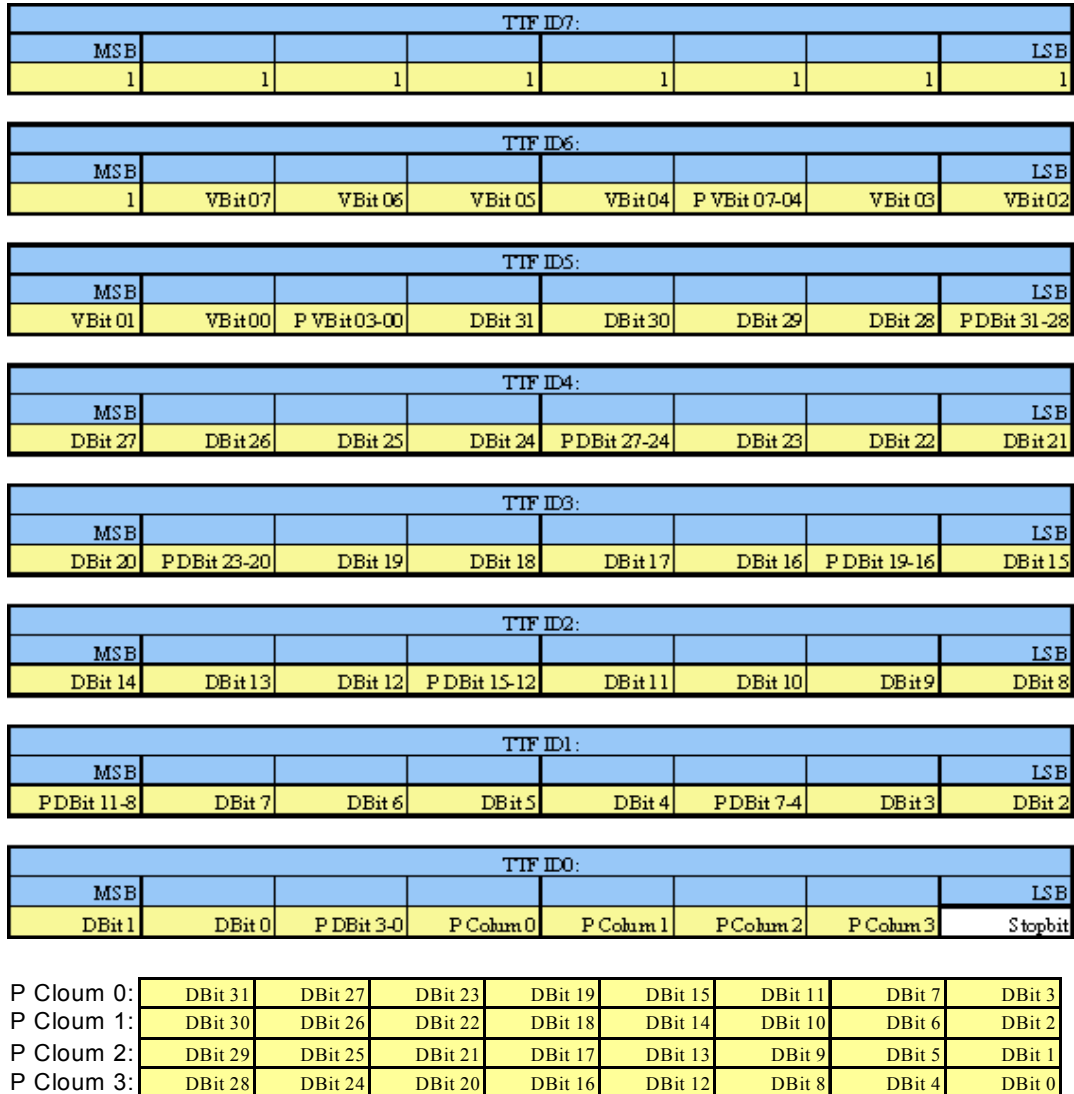 TTF ID7:
MSB LSB
1 1 1 1 1 1 1 1
TTF ID6:
MSB LSB
1 VBit 07 VBit 06 VBit 05 VBit 04 P VBit 07-04 VBit 03 VBit 02
TTF ID5:
MSB LSB
VBit 01 VBit 00 P VBit 03-00 DBit 31 DBit 30 DBit 29 DBit 28 P DBit 31-28
TTF ID4:
MSB LSB
DBit 27 DBit 26 DBit 25 DBit 24 P DBit 27-24 DBit 23 DBit 22 DBit 21
TTF ID3:
MSB LSB
DBit 20 P DBit 23-20 DBit 19 DBit 18 DBit 17 DBit 16 P DBit 19-16 DBit 15
TTF ID2:
MSB LSB
DBit 14 DBit 13 DBit 12 P DBit 15-12 DBit 11 DBit 10 DBit 9 DBit 8
TTF ID1:
MSB LSB
P DBit 11-8 DBit 7 DBit 6 DBit 5 DBit 4 P DBit 7-4 DBit 3 DBit 2
TTF ID0:
MSB LSB
DBit 1 DBit 0 P DBit 3-0 P Colum 0 P Colum 1 P Colum 2 P Colum 3 Stopbit
P Cloum 0: DBit 31 DBit 27 DBit 23 DBit 19 DBit 15 DBit 11 DBit 7 DBit 3
P Cloum 1: DBit 30 DBit 26 DBit 22 DBit 18 DBit 14 DBit 10 DBit 6 DBit 2
P Cloum 2: DBit 29 DBit 25 DBit 21 DBit 17 DBit 13 DBit 9 DBit 5 DBit 1
P Cloum 3: DBit 28 DBit 24 DBit 20 DBit 16 DBit 12 DBit 8 DBit 4 DBit 0